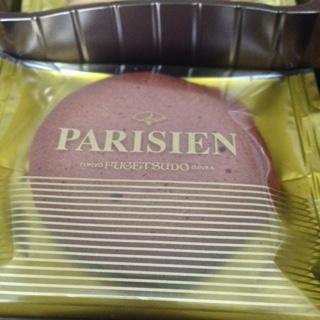 PARISIEN
TOKYO FUGETSUDO GINZA